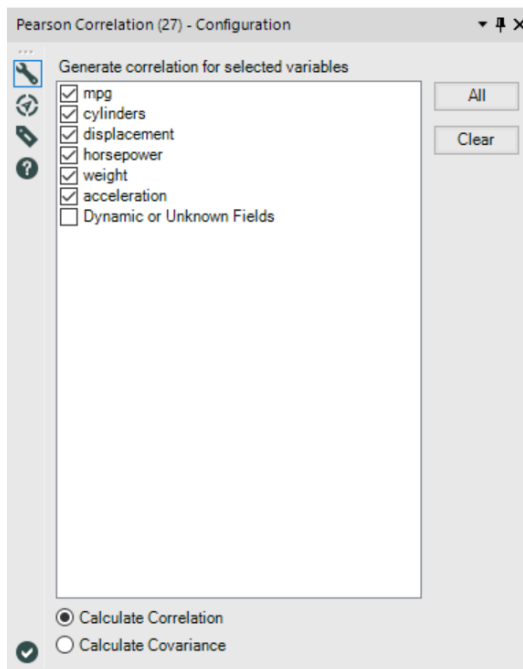 Pearson Correlation (27) - Configuration
Generate correlation for selected variables
mpg
cylinders
displacement
horsepower
weight
acceleration
Dynamic or Unknown Fields
All
Clear
Calculate Correlation
Calculate Covariance